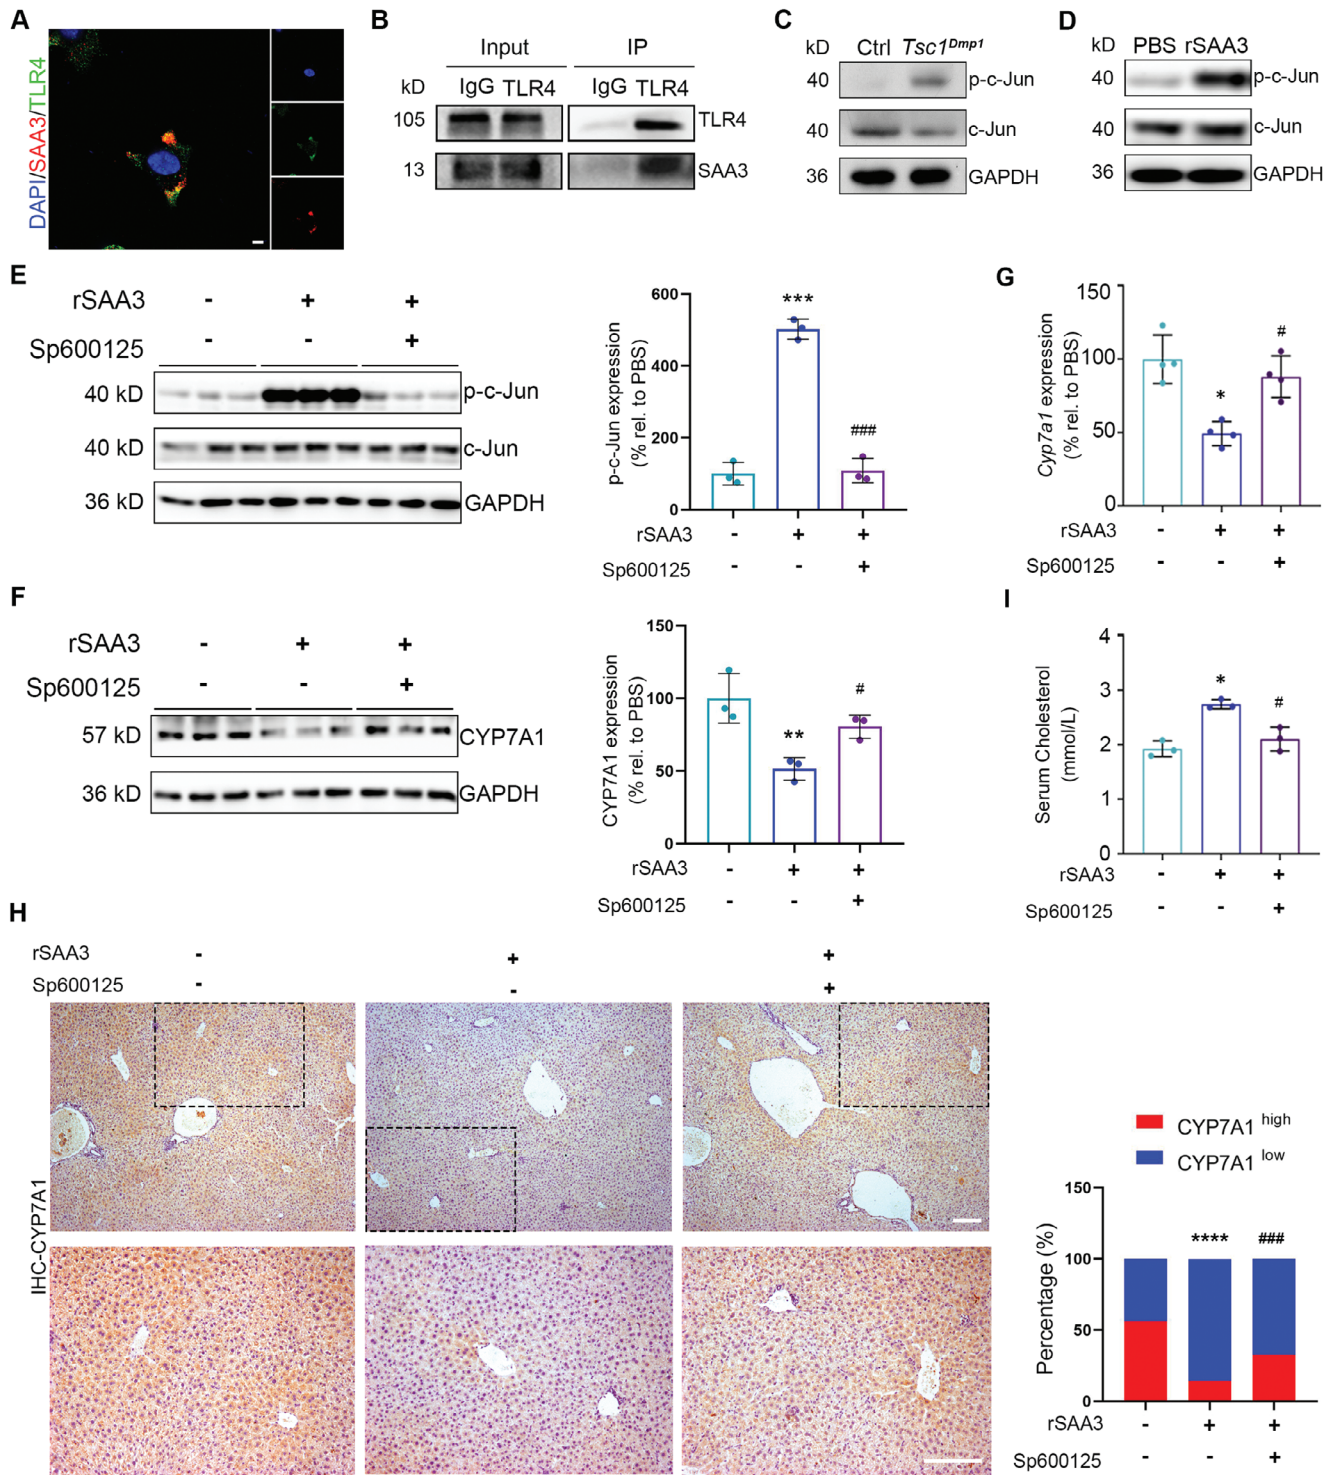 A
DAPI/SAA3/TLR4
B
Input IP
kD IgG TLR4 IgG TLR4
105 TLR4
13 SAA3
C
kD Ctrl Tsc1^Dmp1
40 p-c-Jun
40 c-Jun
36 GAPDH
D
kD PBS rSAA3
40 p-c-Jun
40 c-Jun
36 GAPDH
E
rSAA3 - + +
Sp600125 - - +
40 kD p-c-Jun
40 kD c-Jun
36 kD GAPDH
p-c-Jun expression
(% rel. to PBS)
600
400
200
0
***
###
rSAA3 - + +
Sp600125 - - +
G
Cyp7a1 expression
(% rel. to PBS)
150
100
50
0
*
#
rSAA3 - + +
Sp600125 - - +
F
rSAA3 - + +
Sp600125 - - +
57 kD CYP7A1
36 kD GAPDH
CYP7A1 expression
(% rel. to PBS)
150
100
50
0
**
#
rSAA3 - + +
Sp600125 - - +
I
Serum Cholesterol
(mmol/L)
4
3
2
1
0
*
#
rSAA3 - + +
Sp600125 - - +
H
rSAA3 - + +
Sp600125 - - +
IHC-CYP7A1
CYP7A1 high
CYP7A1 low
Percentage (%)
150
100
50
0
****
###
rSAA3 - + +
Sp600125 - - +